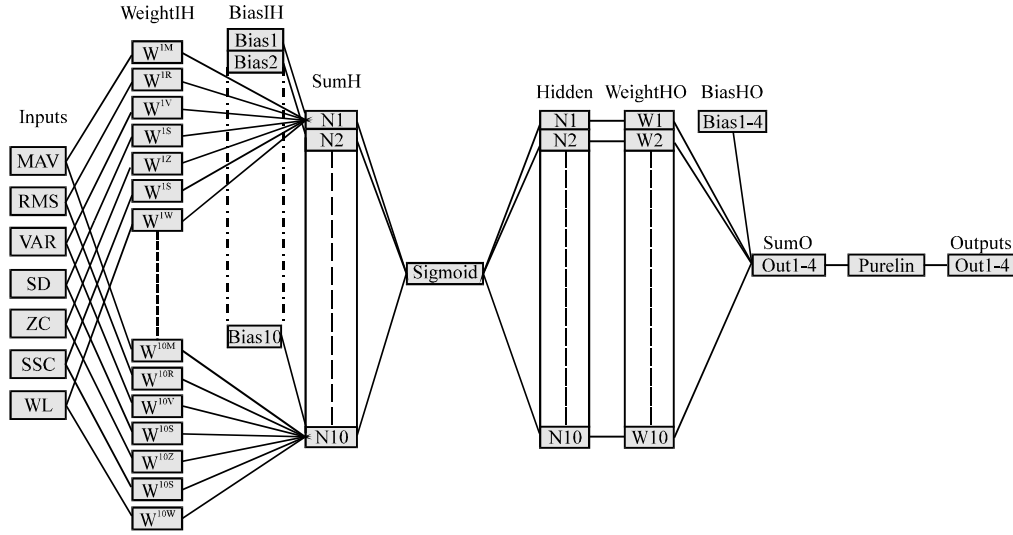 WeightIH
BiasIH
SumH
Hidden
WeightHO
BiasHO
Inputs
SumO
Outputs
MAV
RMS
VAR
SD
ZC
SSC
WL
W1M
W1R
W1V
W1S
W1Z
W1S
W1W
W10M
W10R
W10V
W10S
W10Z
W10S
W10W
Bias1
Bias2
Bias10
N1
N2
N10
Sigmoid
N1
N2
N10
W1
W2
W10
Bias1-4
Out1-4
Purelin
Out1-4